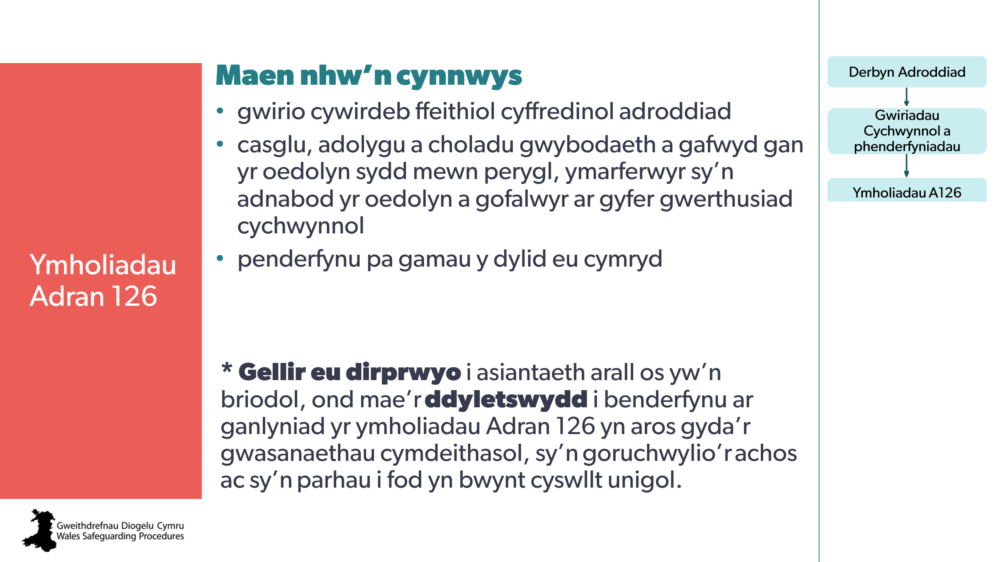 Ymholiadau
Adran 126
Maen nhw'n cynnwys
• gwirio cywirdeb ffeithiol cyffredinol adroddiad
• casglu, adolygu a choladu gwybodaeth a gafwyd gan
yr oedolyn sydd mewn perygl, ymarferwyr sy'n
adnabod yr oedolyn a gofalwyr ar gyfer gwerthusiad
cychwynnol
• penderfynu pa gamau y dylid eu cymryd
* Gellir eu dirprwyo i asiantaeth arall os yw'n
briodol, ond mae'r ddyletswydd i benderfynu ar
ganlyniad yr ymholiadau Adran 126 yn aros gyda'r
gwasanaethau cymdeithasol, sy'n goruchwylio'r achos
ac sy'n parhau i fod yn bwynt cyswllt unigol.
Derbyn Adroddiad
Gwiriadau
Cychwynnol a
phenderfyniadau
Ymholiadau A126
Gweithdrefnau Diogelu Cymru
Wales Safeguarding Procedures